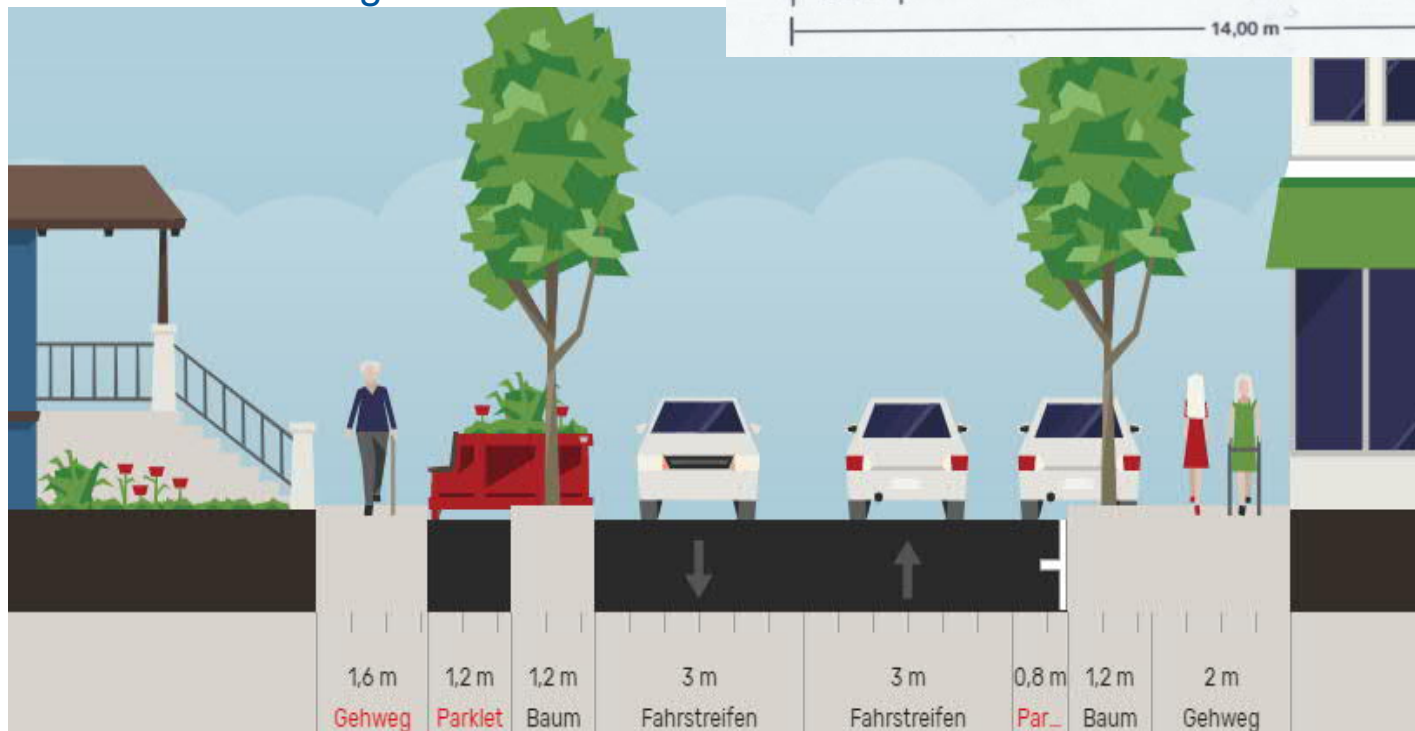 g
14,00 m
1,6 m 1,2 m 1,2 m 3 m 3 m 0,8 m 1,2 m 2 m
Gehweg Parklet Baum Fahrstreifen Fahrstreifen Par_ Baum Gehweg